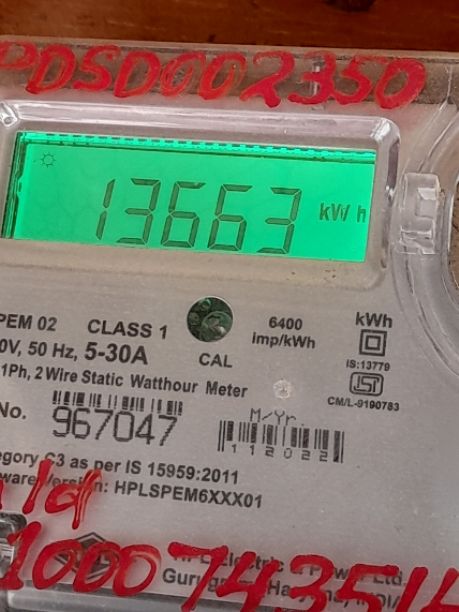 PDSD002350
13663 kWh
PEM 02 CLASS 1 6400 kWh
0V, 50 Hz, 5-30A CAL imp/kWh
IS:13779
1Ph, 2 Wire Static Watthour Meter
CM/L-9190783
No. 967047 M/Yr.
112022
egory C3 as per IS 15959:2011
ware Version: HPLSPEM6XXX01
1000743514